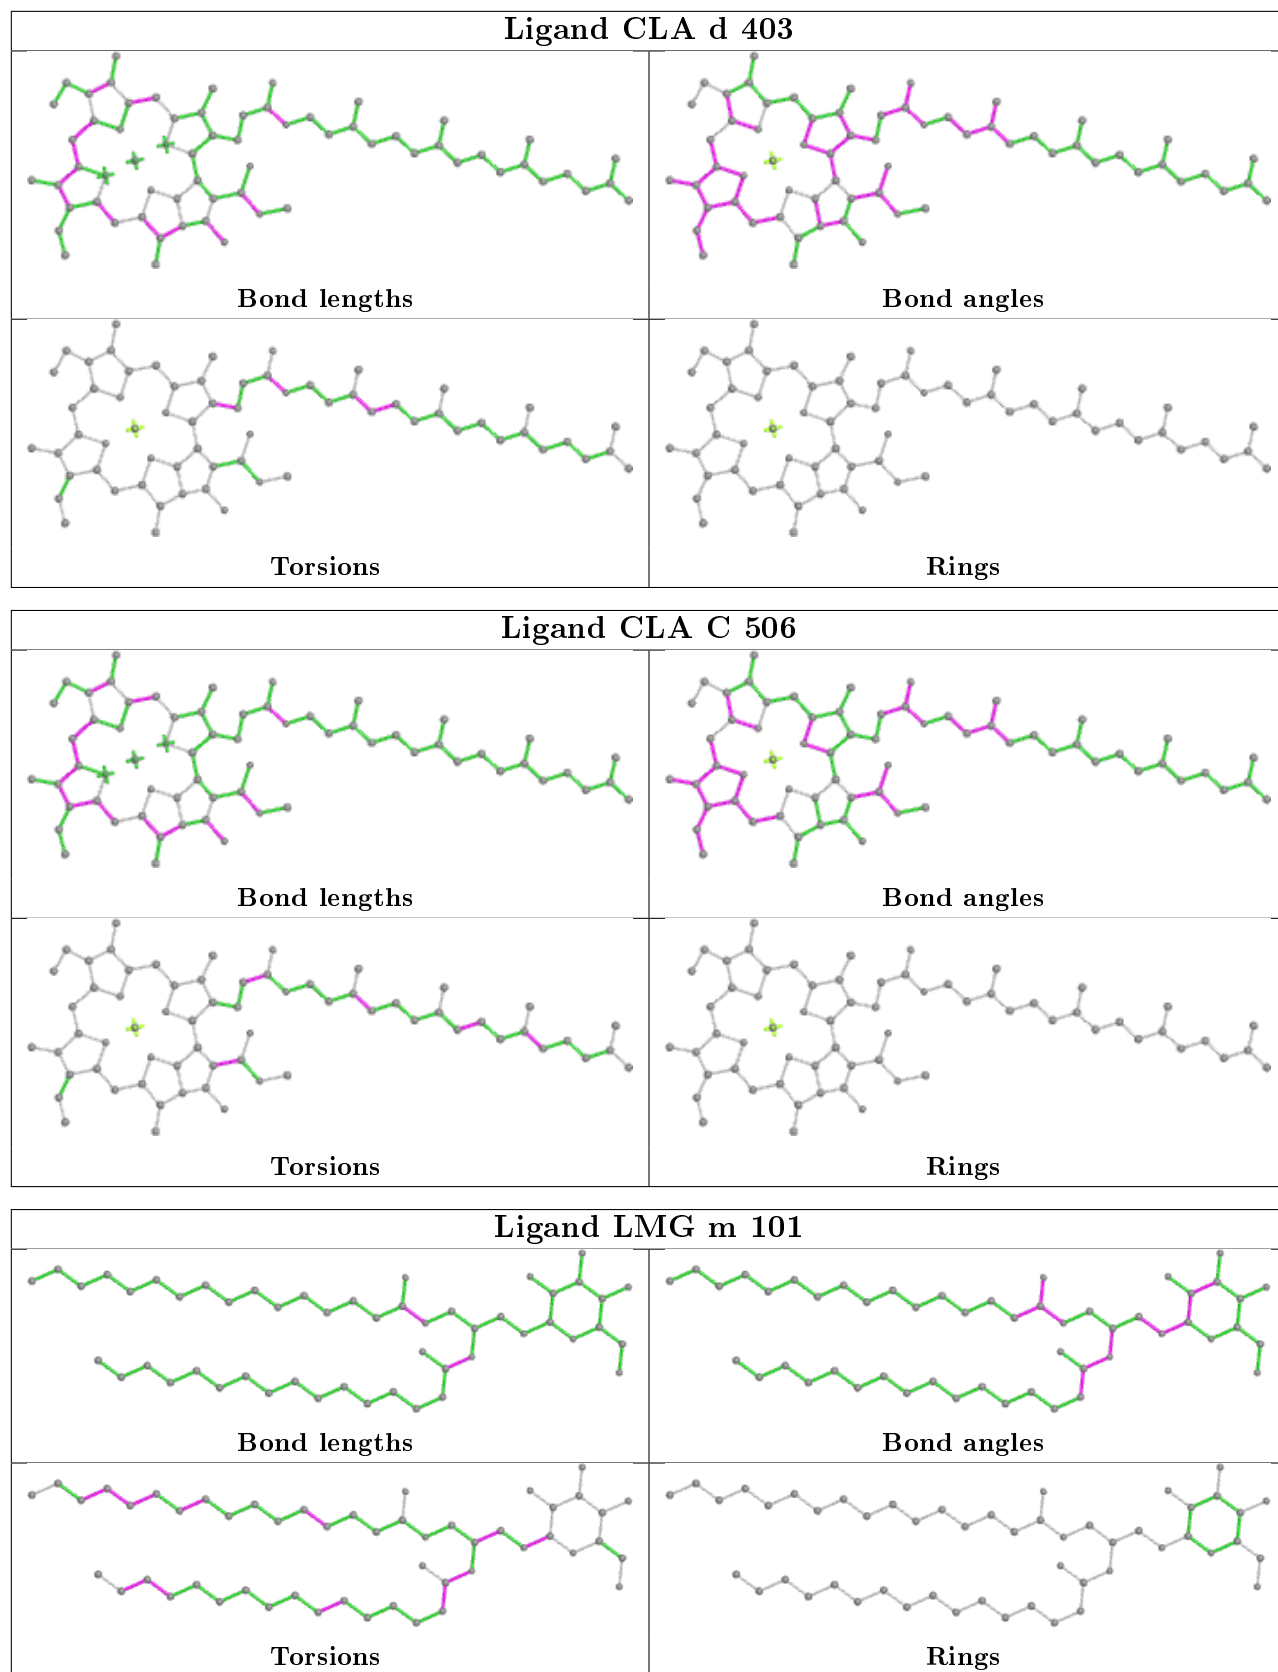 Ligand CLA d 403
Bond lengths
Bond angles
Torsions
Rings
Ligand CLA C 506
Bond lengths
Bond angles
Torsions
Rings
Ligand LMG m 101
Bond lengths
Bond angles
Torsions
Rings